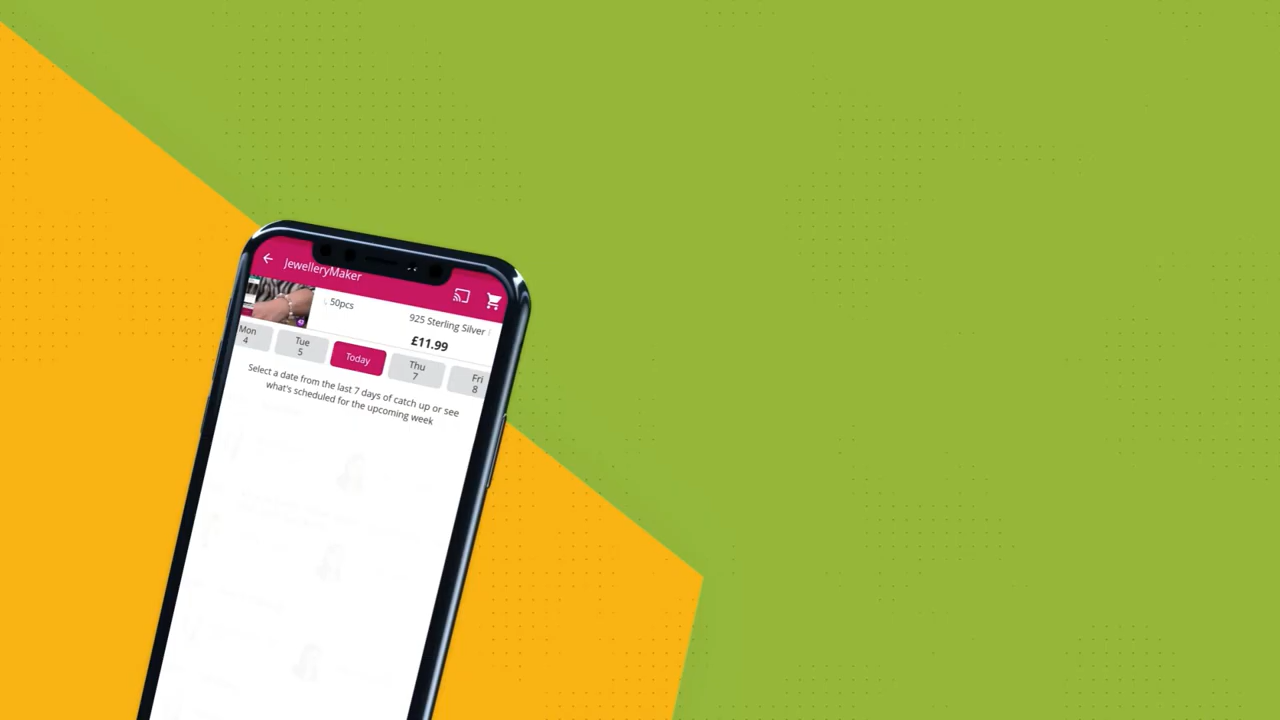 JewelleryMaker
50pcs
925 Sterling Silver
£11.99
Mon
4
Tue
5
Today
Thu
7
Fri
8
Select a date from the last 7 days of catch up or see
what's scheduled for the upcoming week